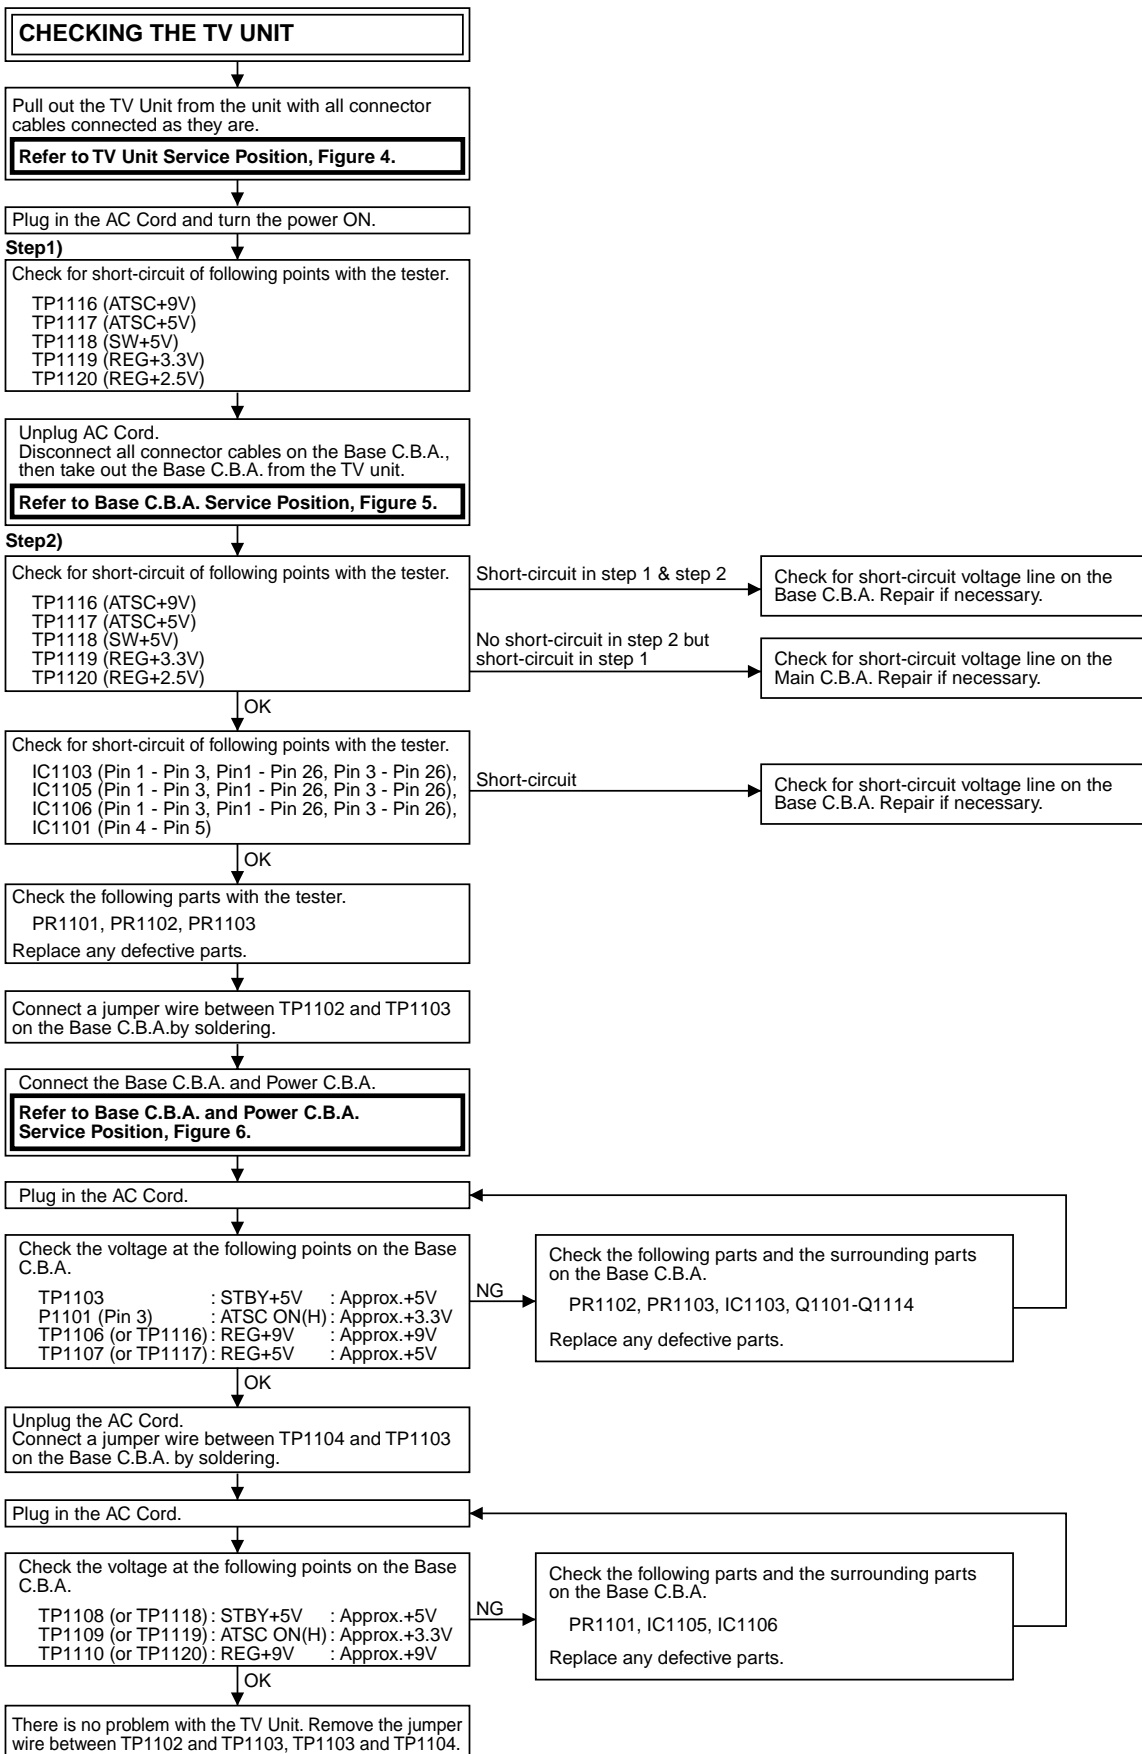 CHECKING THE TV UNIT
Pull out the TV Unit from the unit with all connector
cables connected as they are.
Refer to TV Unit Service Position, Figure 4.
Plug in the AC Cord and turn the power ON.
Step1)
Check for short-circuit of following points with the tester.
TP1116 (ATSC+9V)
TP1117 (ATSC+5V)
TP1118 (SW+5V)
TP1119 (REG+3.3V)
TP1120 (REG+2.5V)
Unplug AC Cord.
Disconnect all connector cables on the Base C.B.A.,
then take out the Base C.B.A. from the TV unit.
Refer to Base C.B.A. Service Position, Figure 5.
Step2)
Check for short-circuit of following points with the tester.
TP1116 (ATSC+9V)
TP1117 (ATSC+5V)
TP1118 (SW+5V)
TP1119 (REG+3.3V)
TP1120 (REG+2.5V)
Short-circuit in step 1 & step 2
Check for short-circuit voltage line on the
Base C.B.A. Repair if necessary.
No short-circuit in step 2 but
short-circuit in step 1
Check for short-circuit voltage line on the
Main C.B.A. Repair if necessary.
OK
Check for short-circuit of following points with the tester.
IC1103 (Pin 1 - Pin 3, Pin1 - Pin 26, Pin 3 - Pin 26),
IC1105 (Pin 1 - Pin 3, Pin1 - Pin 26, Pin 3 - Pin 26),
IC1106 (Pin 1 - Pin 3, Pin1 - Pin 26, Pin 3 - Pin 26),
IC1101 (Pin 4 - Pin 5)
Short-circuit
Check for short-circuit voltage line on the
Base C.B.A. Repair if necessary.
OK
Check the following parts with the tester.
PR1101, PR1102, PR1103
Replace any defective parts.
Connect a jumper wire between TP1102 and TP1103
on the Base C.B.A.by soldering.
Connect the Base C.B.A. and Power C.B.A.
Refer to Base C.B.A. and Power C.B.A.
Service Position, Figure 6.
Plug in the AC Cord.
Check the voltage at the following points on the Base
C.B.A.
TP1103 : STBY+5V : Approx.+5V
P1101 (Pin 3) : ATSC ON(H) : Approx.+3.3V
TP1106 (or TP1116) : REG+9V : Approx.+9V
TP1107 (or TP1117) : REG+5V : Approx.+5V
NG
Check the following parts and the surrounding parts
on the Base C.B.A.
PR1102, PR1103, IC1103, Q1101-Q1114
Replace any defective parts.
OK
Unplug the AC Cord.
Connect a jumper wire between TP1104 and TP1103
on the Base C.B.A. by soldering.
Plug in the AC Cord.
Check the voltage at the following points on the Base
C.B.A.
TP1108 (or TP1118) : STBY+5V : Approx.+5V
TP1109 (or TP1119) : ATSC ON(H) : Approx.+3.3V
TP1110 (or TP1120) : REG+9V : Approx.+9V
NG
Check the following parts and the surrounding parts
on the Base C.B.A.
PR1101, IC1105, IC1106
Replace any defective parts.
OK
There is no problem with the TV Unit. Remove the jumper
wire between TP1102 and TP1103, TP1103 and TP1104.